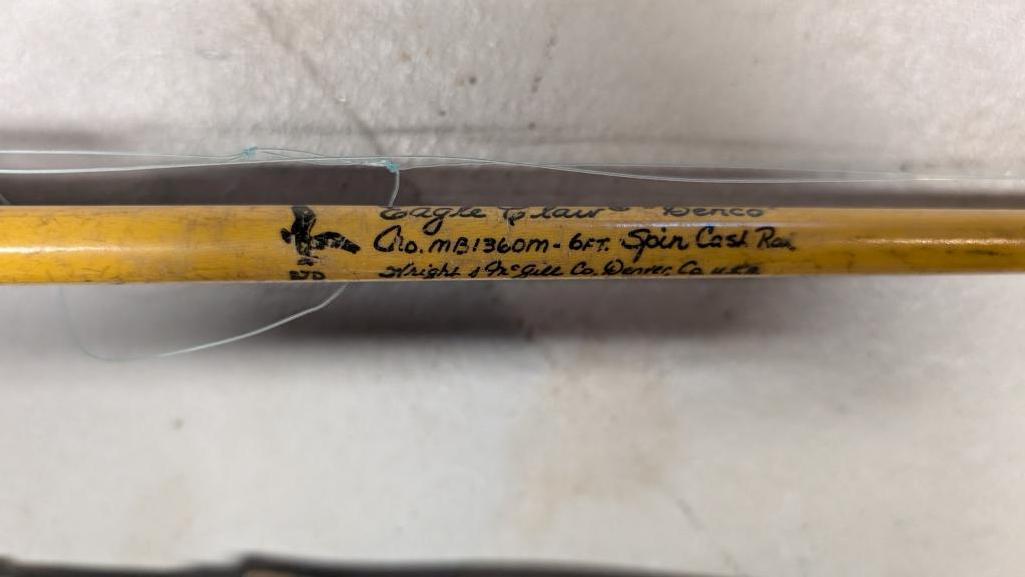 Eagle Claw® "Denco"
No. MB1360M - 6FT. Spin Cast Rod
Wright & McGill Co. Denver, Co. U.S.A.